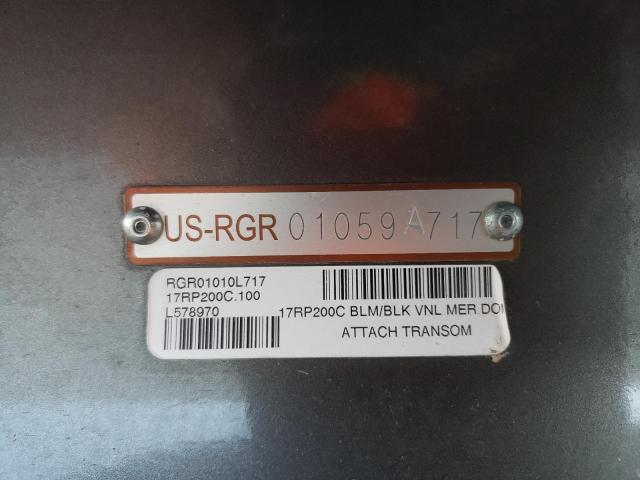 US-RGR 01059A717
RGR01010L717
17RP200C.100
L578970
17RP200C BLM/BLK VNL MER DO
ATTACH TRANSOM